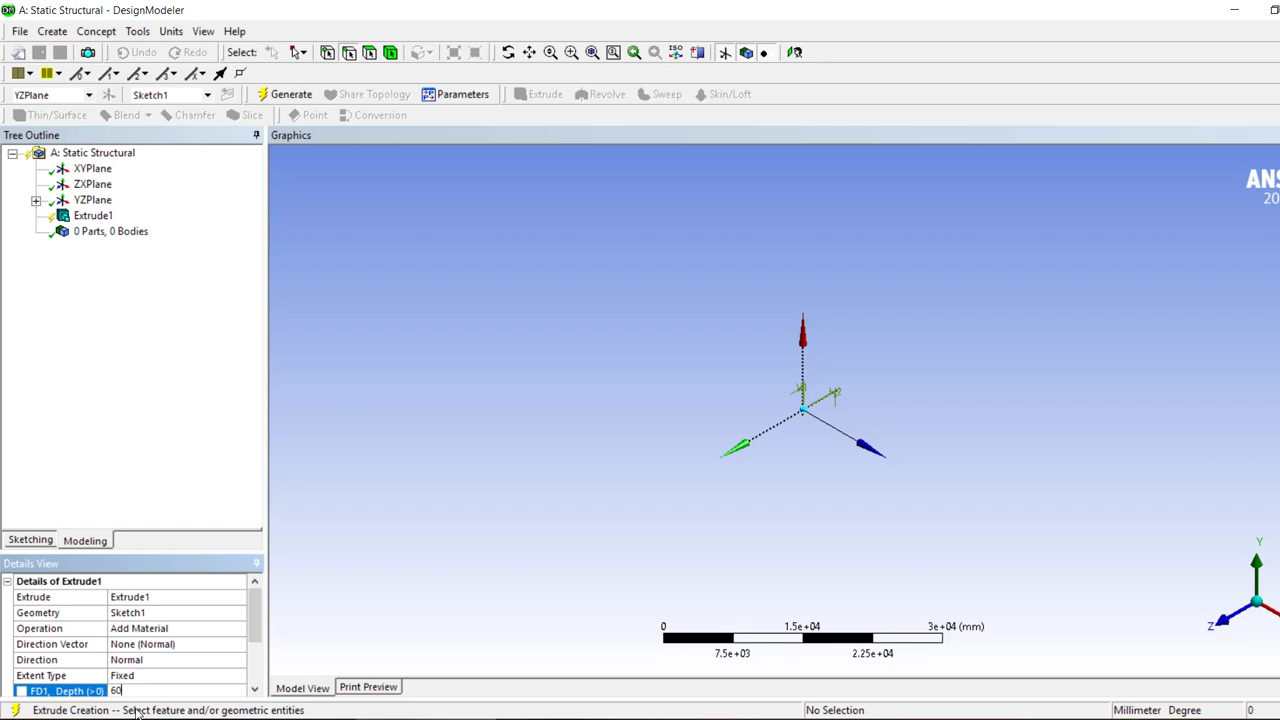 A: Static Structural - DesignModeler
File Create Concept Tools Units View Help
Undo Redo Select:
YZPlane Sketch1 Generate Share Topology Parameters Extrude Revolve Sweep Skin/Loft
Thin/Surface Blend Chamfer Slice Point Conversion
Tree Outline
Graphics
A: Static Structural
XYPlane
ZXPlane
YZPlane
Extrude1
0 Parts, 0 Bodies
ANS
20
Sketching Modeling
Details View
Details of Extrude1
Extrude Extrude1
Geometry Sketch1
Operation Add Material
Direction Vector None (Normal)
Direction Normal
Extent Type Fixed
FD1, Depth (>0) 60
Y
Z
0 1.5e+04 3e+04 (mm)
7.5e+03 2.25e+04
Model View Print Preview
Extrude Creation -- Select feature and/or geometric entities No Selection Millimeter Degree 0